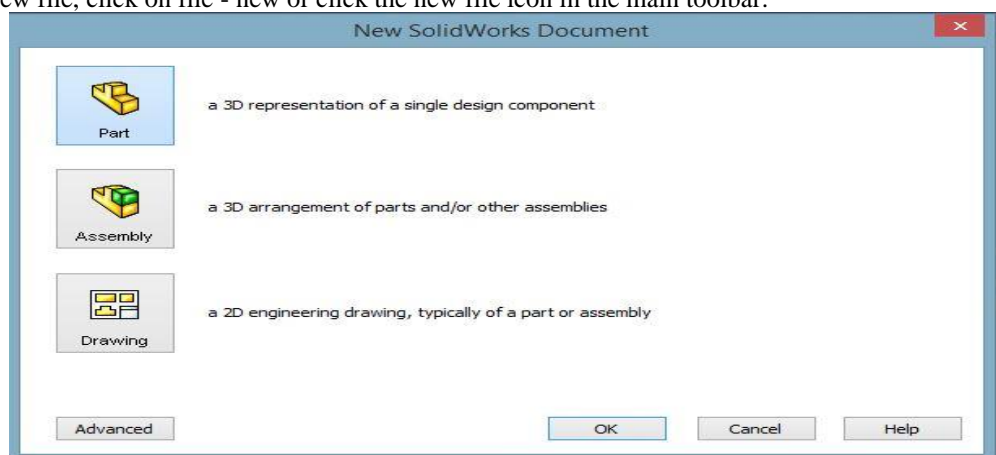 file, click on file - new or click the new file icon in the main toolbar.
New SolidWorks Document
a 3D representation of a single design component
Part
a 3D arrangement of parts and/or other assemblies
Assembly
a 2D engineering drawing, typically of a part or assembly
Drawing
Advanced OK Cancel Help